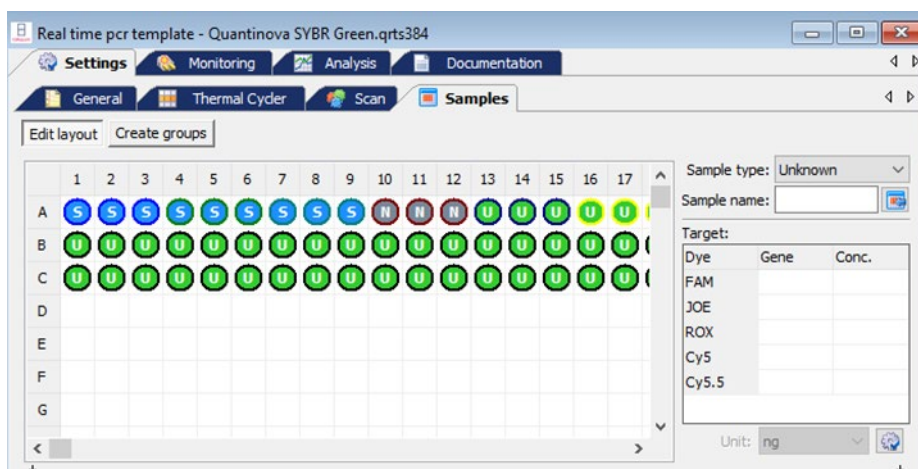 Real time pcr template - Quantinova SYBR Green.qrts384
Settings Monitoring Analysis Documentation
General Thermal Cycler Scan Samples
Edit layout Create groups
1 2 3 4 5 6 7 8 9 10 11 12 13 14 15 16 17
A S S S S S S S S S N N N U U U U U
B U U U U U U U U U U U U U U U U U
C U U U U U U U U U U U U U U U U U
D
E
F
G
Sample type: Unknown
Sample name:
Target:
Dye Gene Conc.
FAM
JOE
ROX
Cy5
Cy5.5
Unit: ng